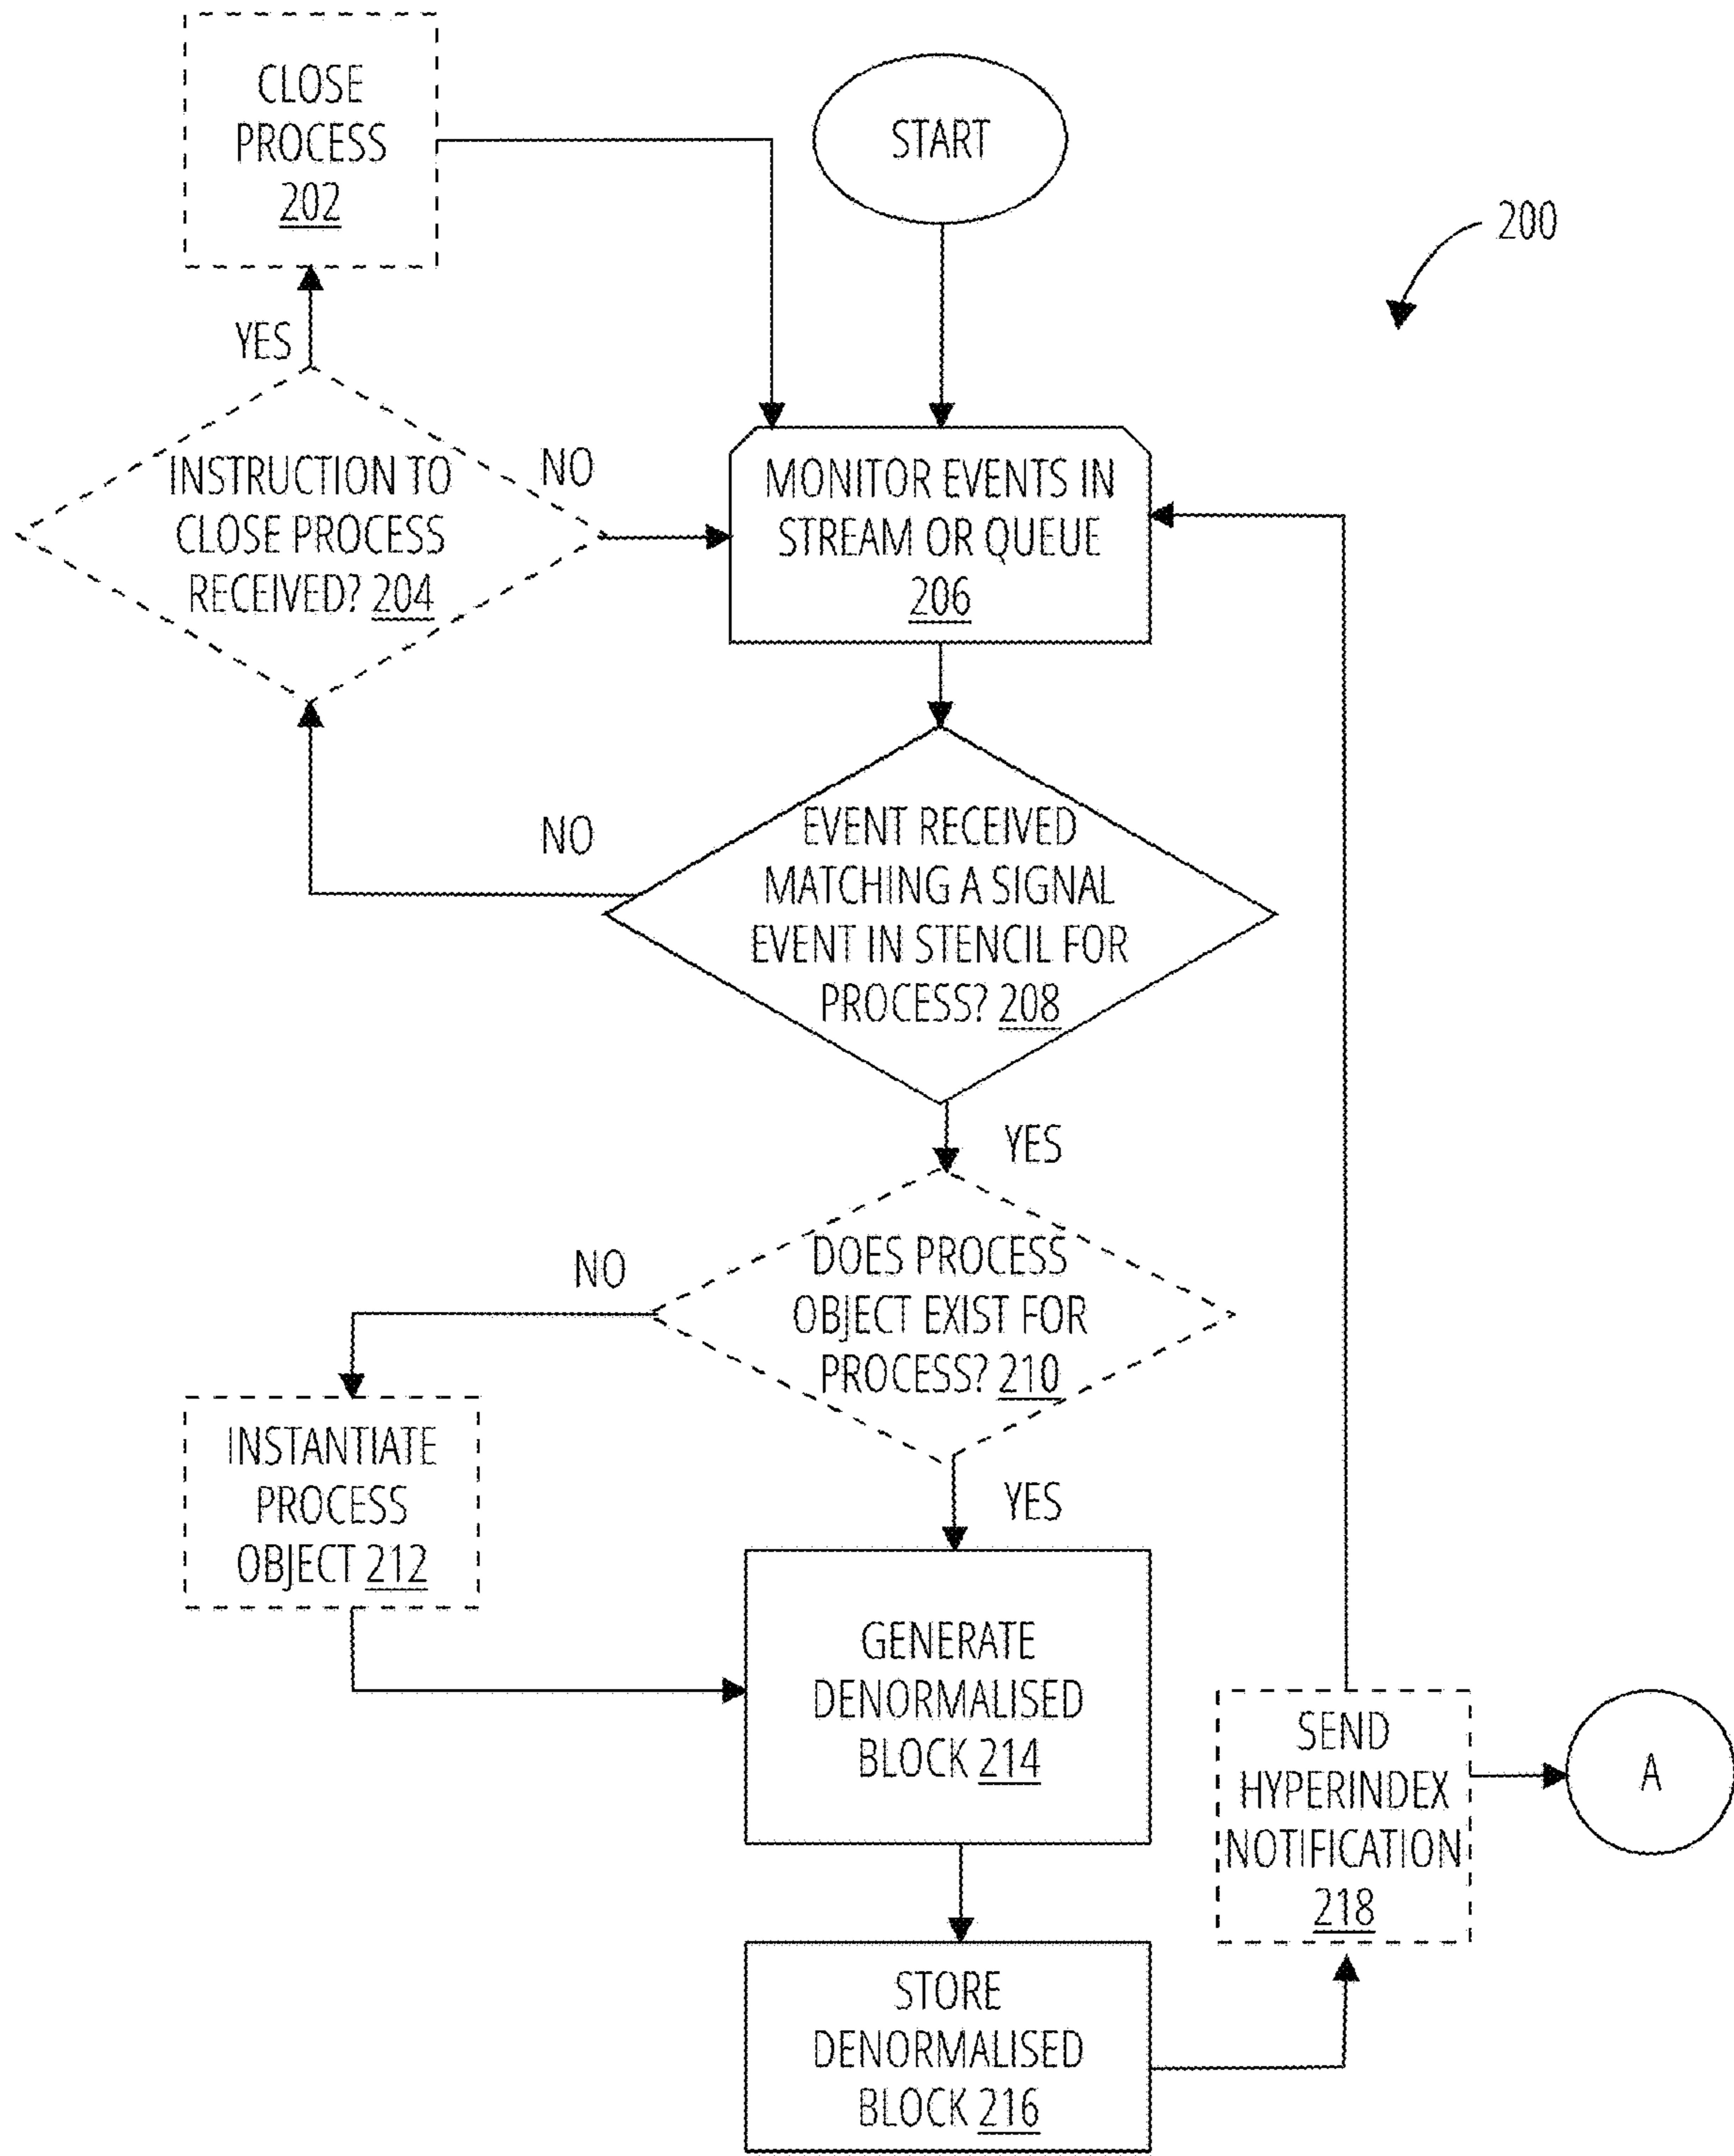 CLOSE
PROCESS
202
START
200
YES
INSTRUCTION TO
CLOSE PROCESS
RECEIVED? 204
NO
MONITOR EVENTS IN
STREAM OR QUEUE
206
NO
EVENT RECEIVED
MATCHING A SIGNAL
EVENT IN STENCIL FOR
PROCESS? 208
YES
DOES PROCESS
OBJECT EXIST FOR
PROCESS? 210
NO
INSTANTIATE
PROCESS
OBJECT 212
YES
GENERATE
DENORMALISED
BLOCK 214
SEND
HYPERINDEX
NOTIFICATION
218
A
STORE
DENORMALISED
BLOCK 216